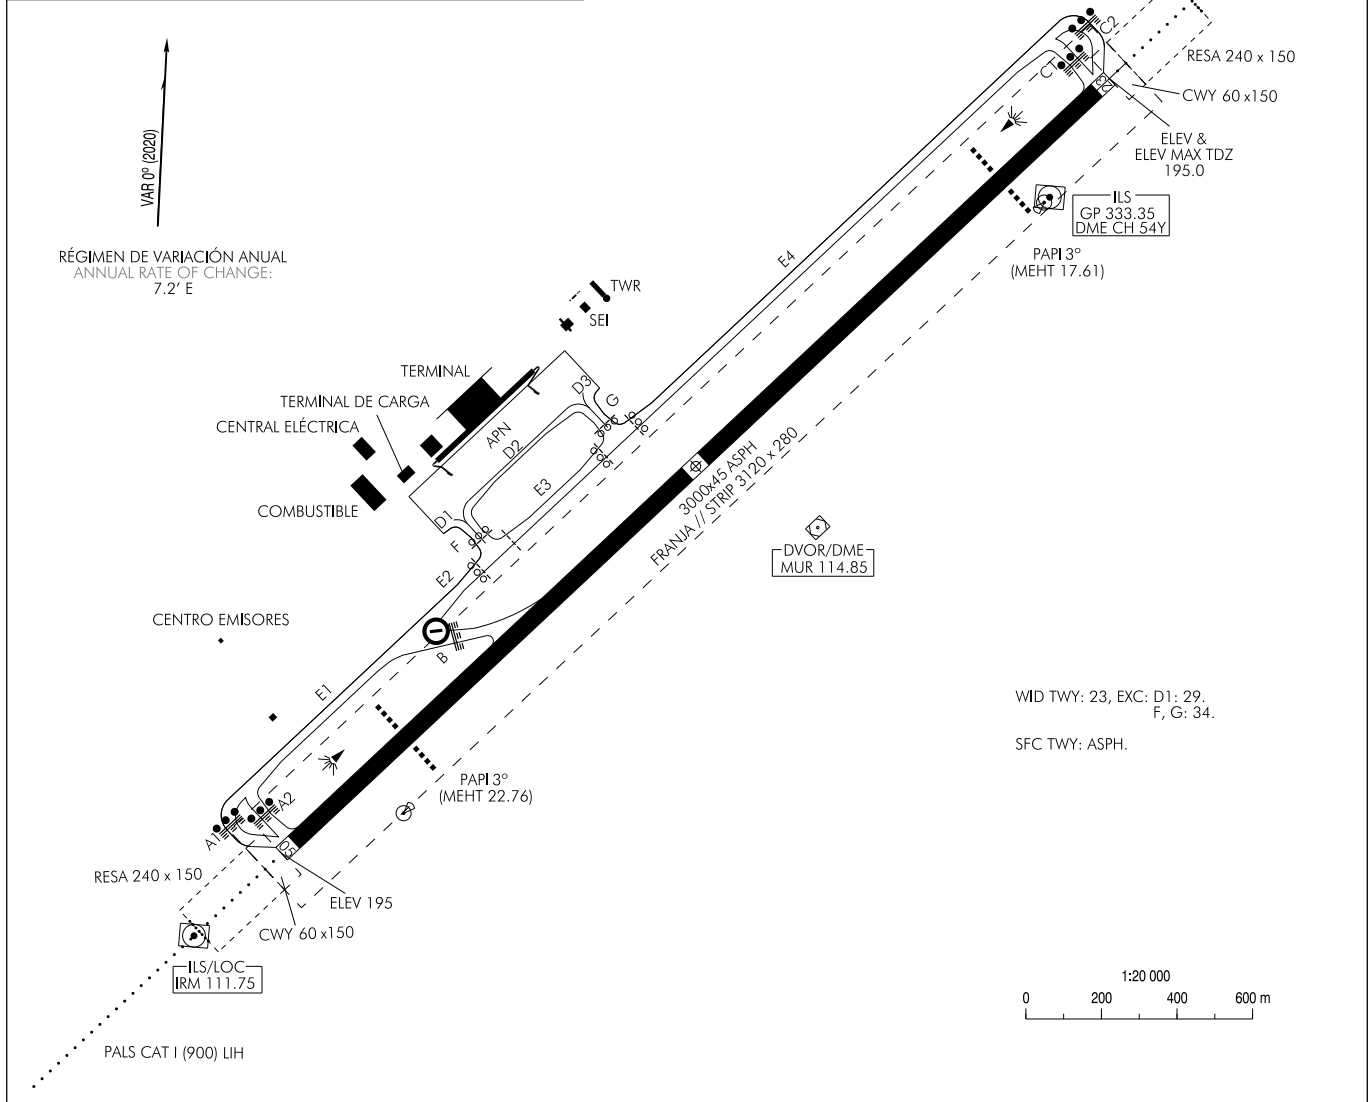 C2
RESA 240 x 150
C1
23
CWY 60 x150
ELEV &
ELEV MAX TDZ
195.0
VAR 0º (2020)
ILS
GP 333.35
DME CH 54Y
RÉGIMEN DE VARIACIÓN ANUAL
ANNUAL RATE OF CHANGE:
7.2’ E
PAPI 3º
(MEHT 17.61)
E4
TWR
SEI
TERMINAL
D3
G
TERMINAL DE CARGA
CENTRAL ELÉCTRICA
APN
D2
E3
3000x45 ASPH
FRANJA // STRIP 3120 x 280
COMBUSTIBLE
D1
F
DVOR/DME
MUR 114.85
E2
CENTRO EMISORES
B
E1
WID TWY: 23, EXC: D1: 29.
F, G: 34.
SFC TWY: ASPH.
PAPI 3º
(MEHT 22.76)
A2
A1
05
RESA 240 x 150
ELEV 195
CWY 60 x150
ILS/LOC
IRM 111.75
1:20 000
0 200 400 600 m
PALS CAT I (900) LIH